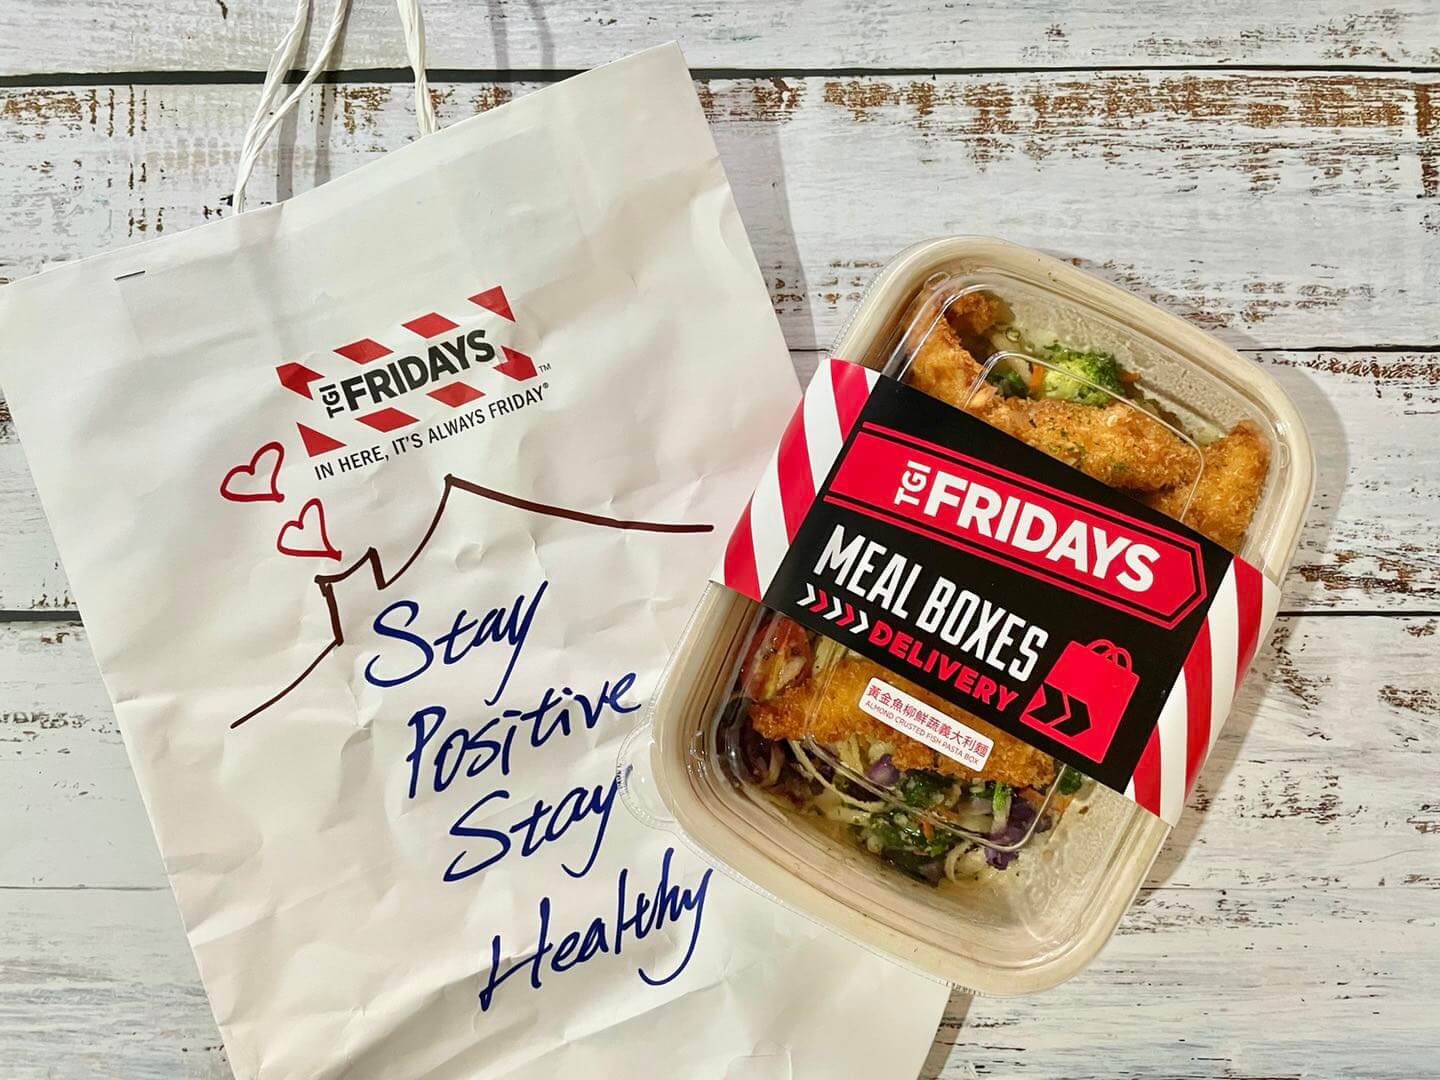 TGI FRIDAYS™
IN HERE, IT'S ALWAYS FRIDAY®
Stay
Positive
Stay
Healthy
TGI FRIDAYS
MEAL BOXES
DELIVERY
黃金魚柳鮮蔬義大利麵
ALMOND CRUSTED FISH PASTA BOX